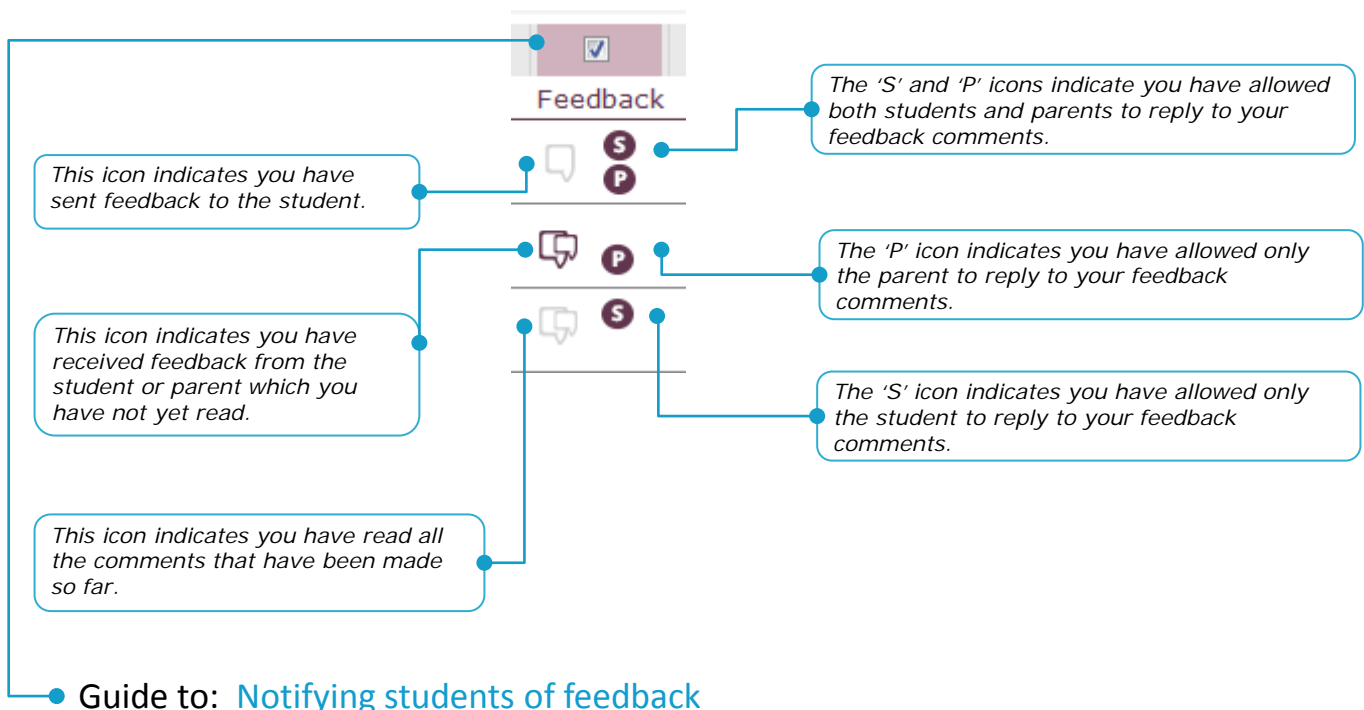 Feedback
The 'S' and 'P' icons indicate you have allowed
both students and parents to reply to your
feedback comments.
S
P
This icon indicates you have
sent feedback to the student.
P
The 'P' icon indicates you have allowed only
the parent to reply to your feedback
comments.
S
This icon indicates you have
received feedback from the
student or parent which you
have not yet read.
The 'S' icon indicates you have allowed only
the student to reply to your feedback
comments.
This icon indicates you have read all
the comments that have been made
so far.
Guide to: Notifying students of feedback